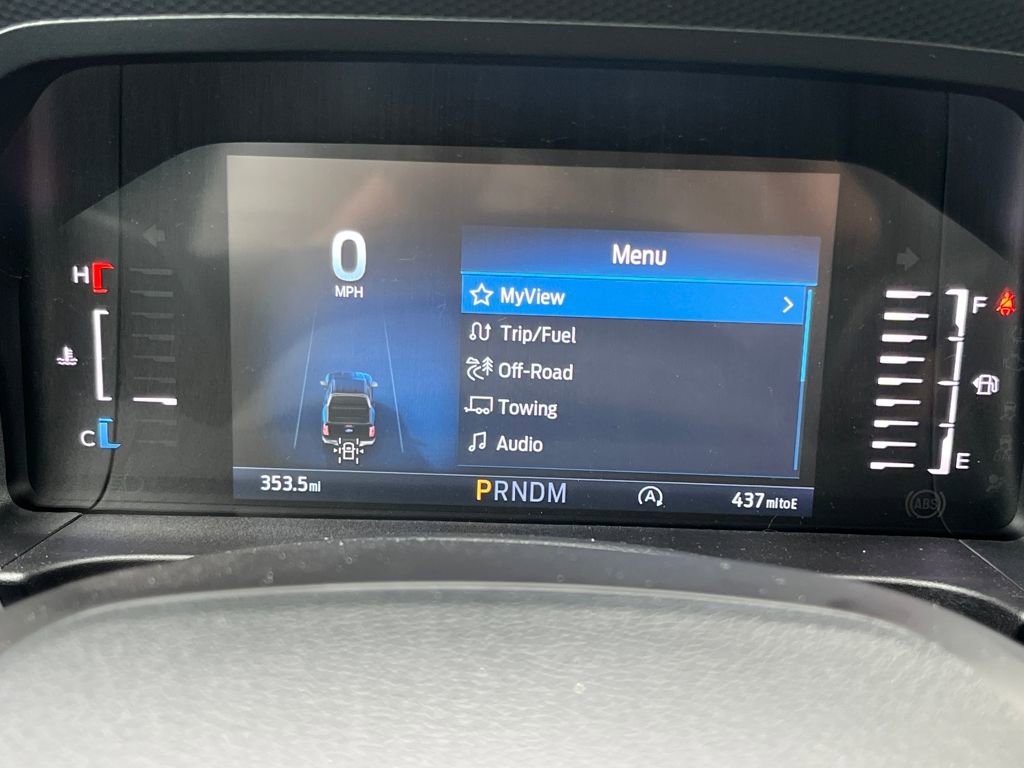 0
MPH
Menu
MyView
Trip/Fuel
Off-Road
Towing
Audio
H
C
F
E
353.5mi
PRNDM
A
437mitoE
ABS